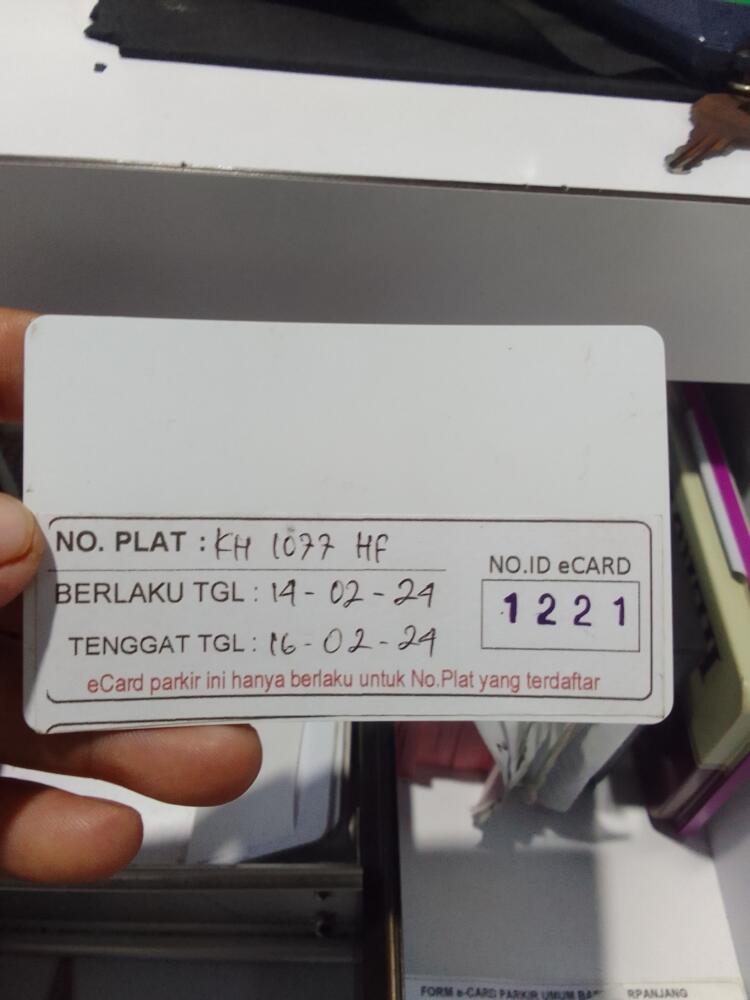 NO. PLAT : KH 1077 HF
BERLAKU TGL : 14 - 02 - 24
TENGGAT TGL : 16 - 02 - 24
NO.ID eCARD
1221
eCard parkir ini hanya berlaku untuk No.Plat yang terdaftar
FORM e-CARD PARKIR UMUM RPANJANG